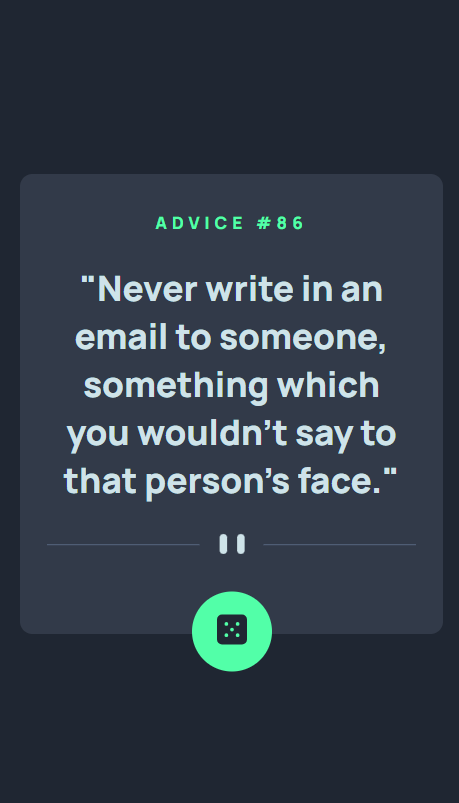 ADVICE #86
"Never write in an
email to someone,
something which
you wouldn't say to
that person's face."